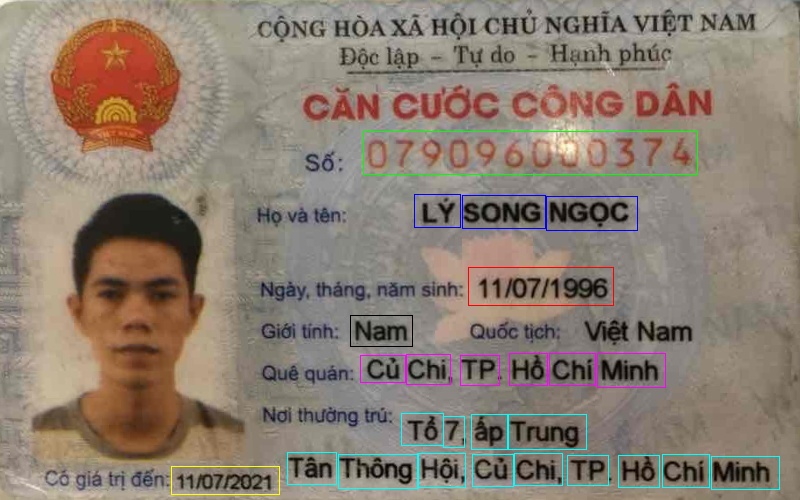 CỘNG HÒA XÃ HỘI CHỦ NGHĨA VIỆT NAM
Độc lập - Tự do - Hạnh phúc
CĂN CƯỚC CÔNG DÂN
Số: 079096000374
Họ và tên: LÝ SONG NGỌC
Ngày, tháng, năm sinh: 11/07/1996
Giới tính: Nam Quốc tịch: Việt Nam
Quê quán: Củ Chi, TP. Hồ Chí Minh
Nơi thường trú: Tổ 7, ấp Trung
Tân Thông Hội, Củ Chi, TP. Hồ Chí Minh
Có giá trị đến: 11/07/2021